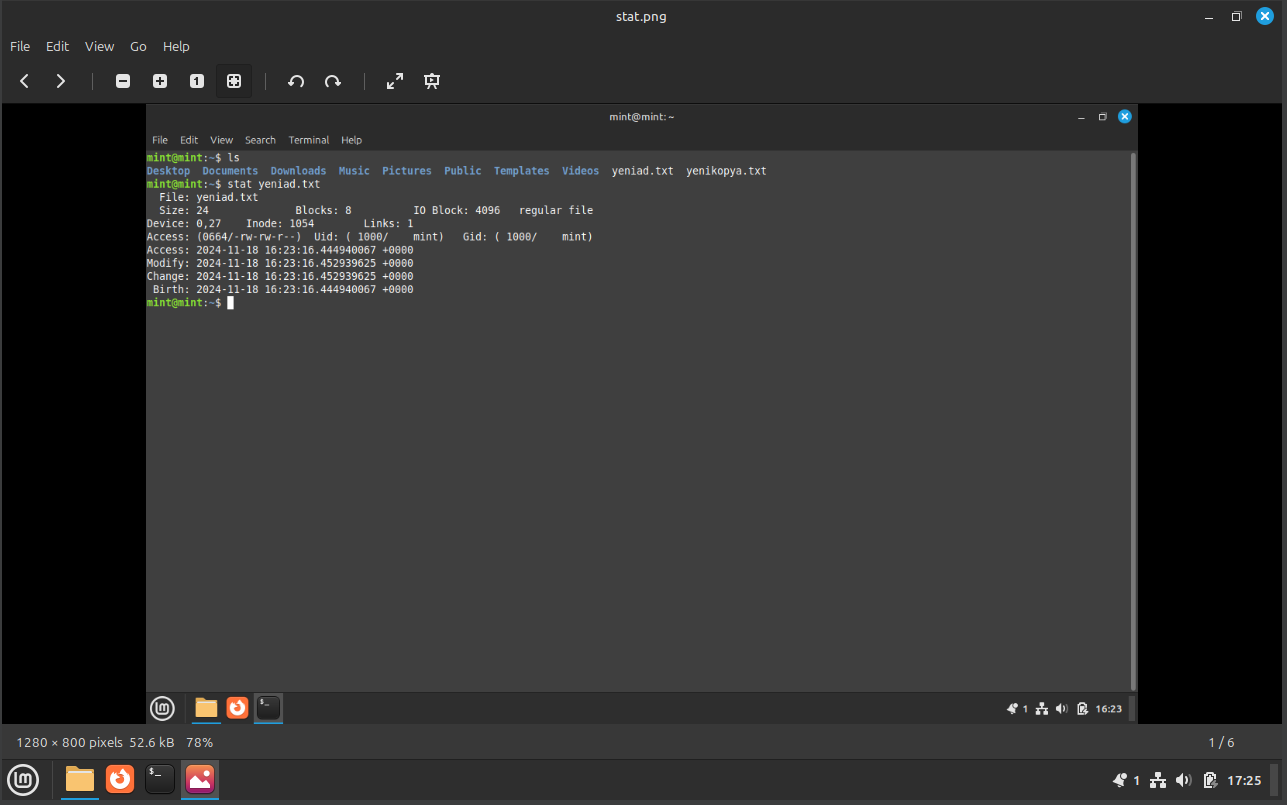 stat.png
File Edit View Go Help
1
mint@mint: ~
File Edit View Search Terminal Help
mint@mint:~$ ls
Desktop  Documents  Downloads  Music  Pictures  Public  Templates  Videos  yeniad.txt  yenikopya.txt
mint@mint:~$ stat yeniad.txt
  File: yeniad.txt
  Size: 24              Blocks: 8          IO Block: 4096   regular file
Device: 0,27    Inode: 1054        Links: 1
Access: (0664/-rw-rw-r--)  Uid: ( 1000/    mint)   Gid: ( 1000/    mint)
Access: 2024-11-18 16:23:16.444940067 +0000
Modify: 2024-11-18 16:23:16.452939625 +0000
Change: 2024-11-18 16:23:16.452939625 +0000
 Birth: 2024-11-18 16:23:16.444940067 +0000
mint@mint:~$
$_ 1 16:23
1280 × 800 pixels 52.6 kB 78% 1 / 6
$_ 1 17:25